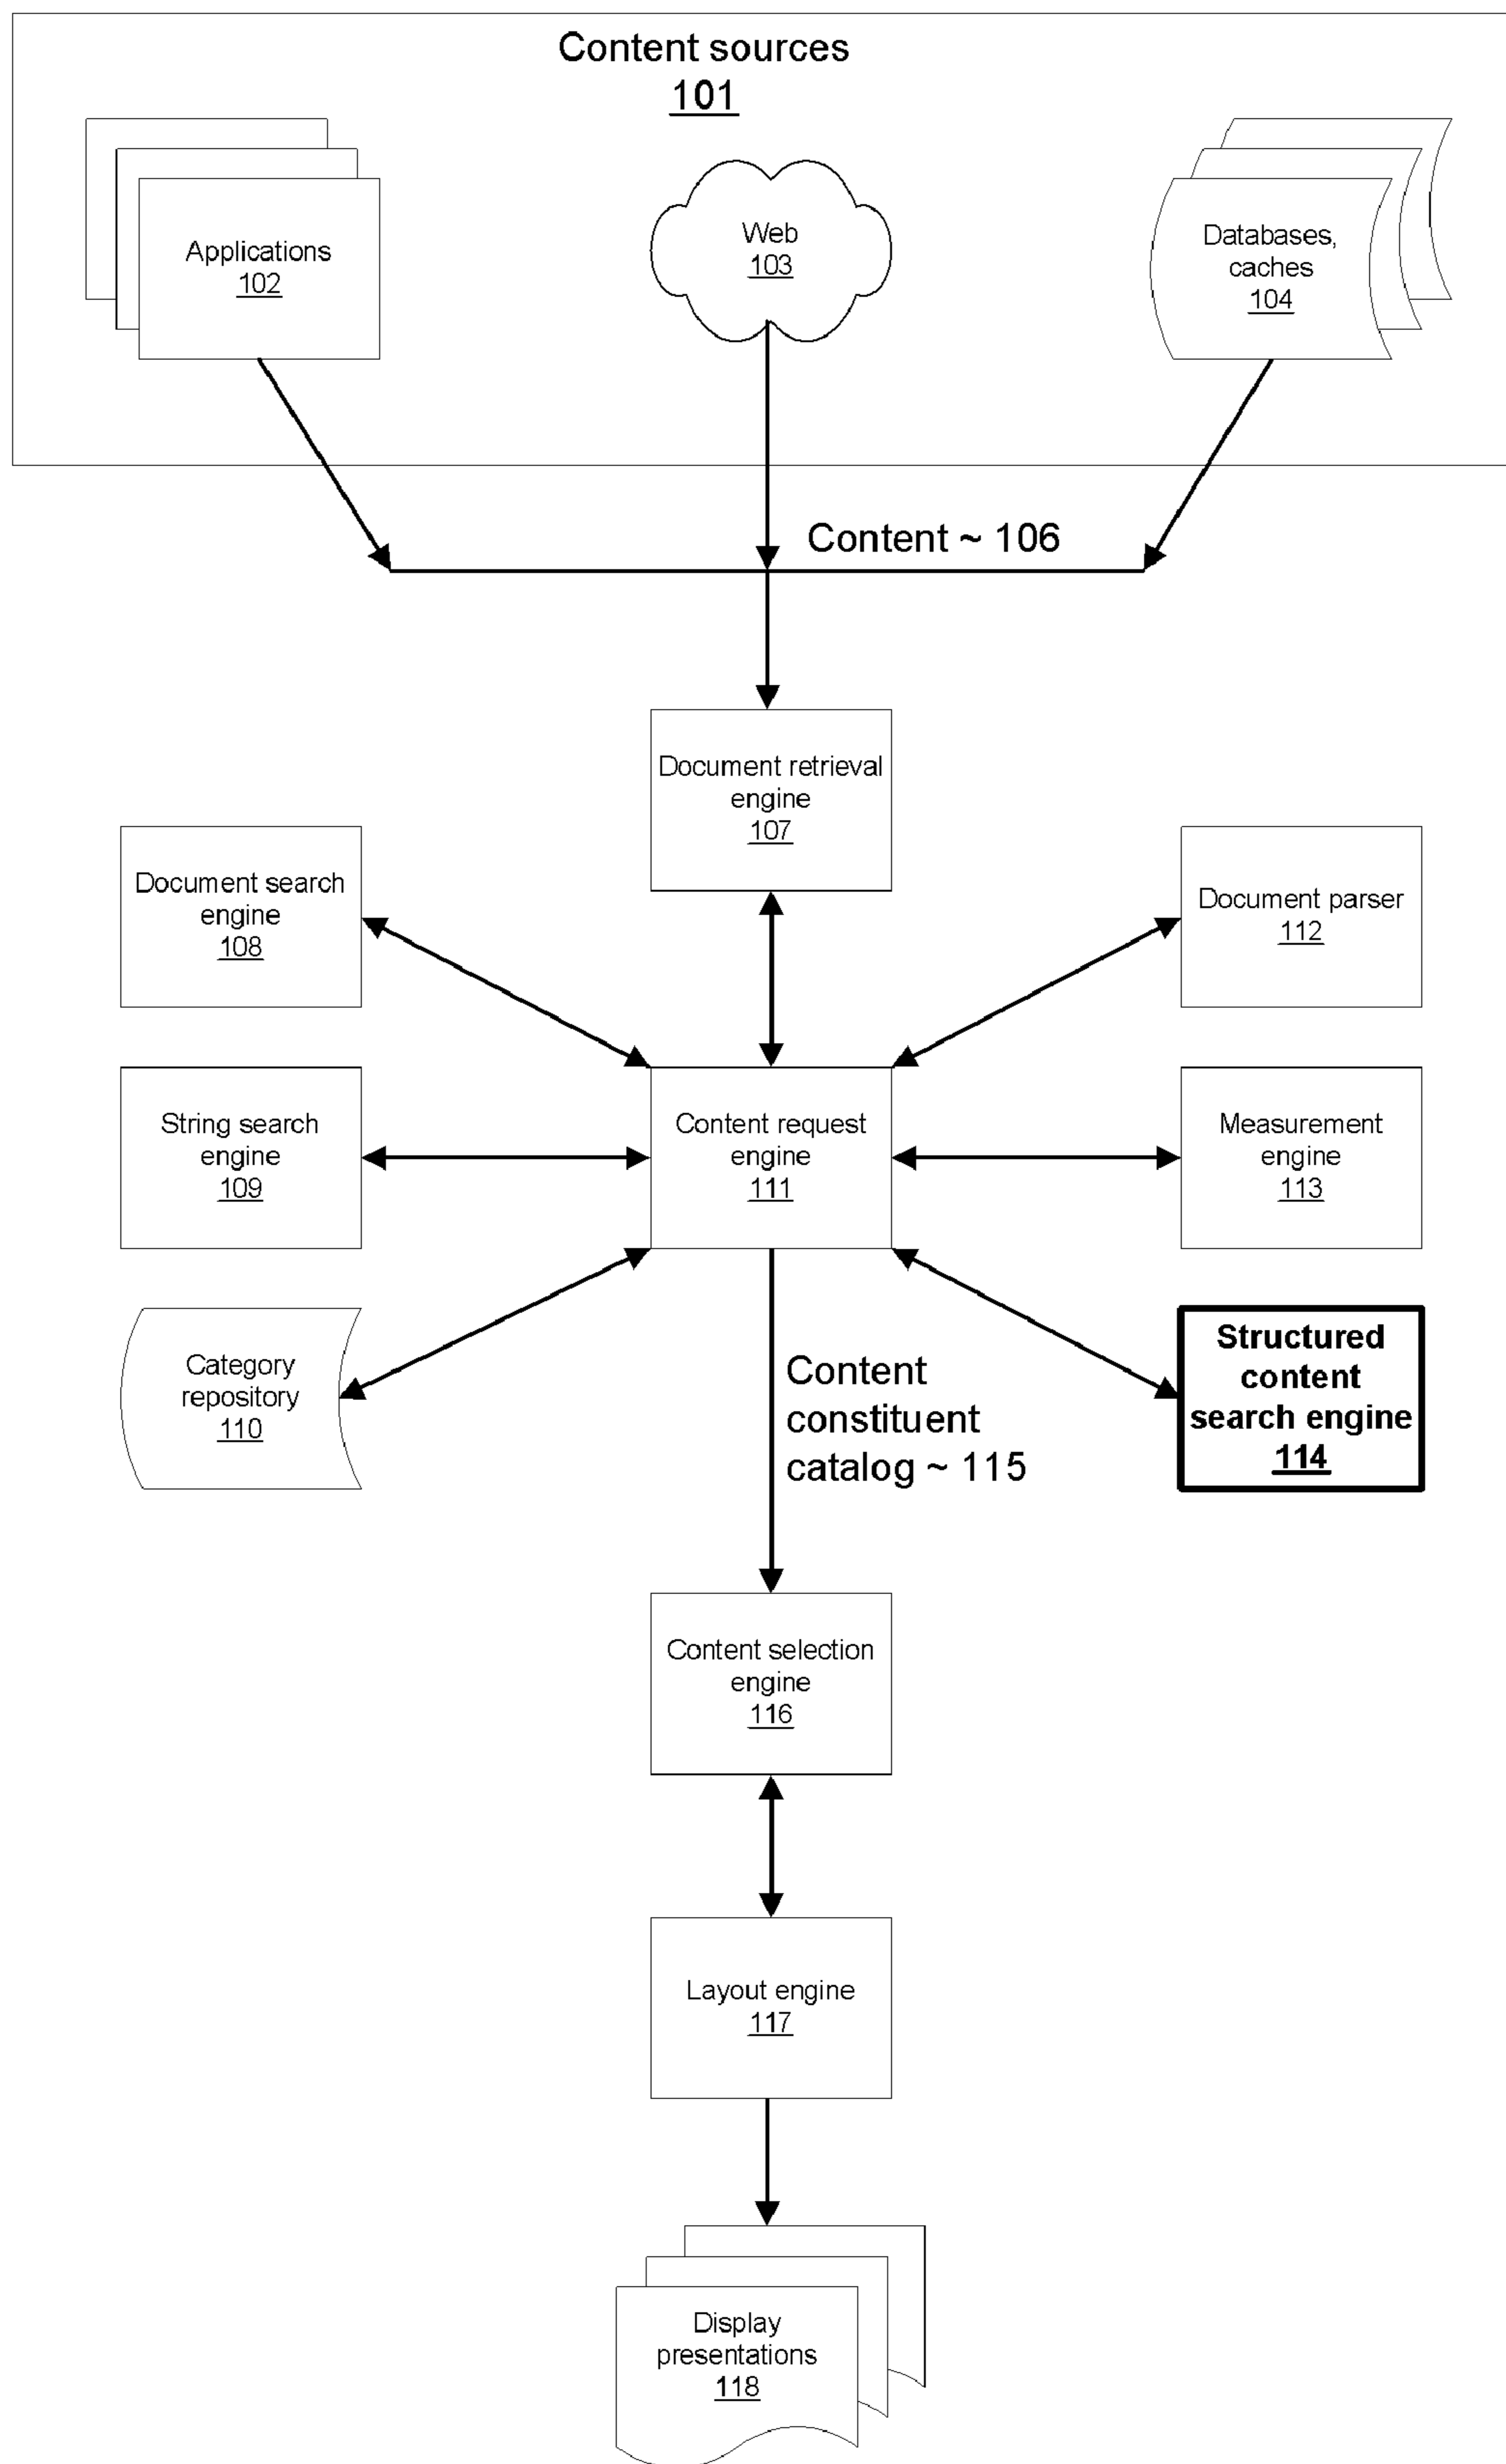 Content sources
101
Applications
102
Web
103
Databases,
caches
104
Content ~ 106
Document retrieval
engine
107
Document search
engine
108
Document parser
112
String search
engine
109
Content request
engine
111
Measurement
engine
113
Category
repository
110
Content
constituent
catalog ~ 115
Structured
content
search engine
114
Content selection
engine
116
Layout engine
117
Display
presentations
118